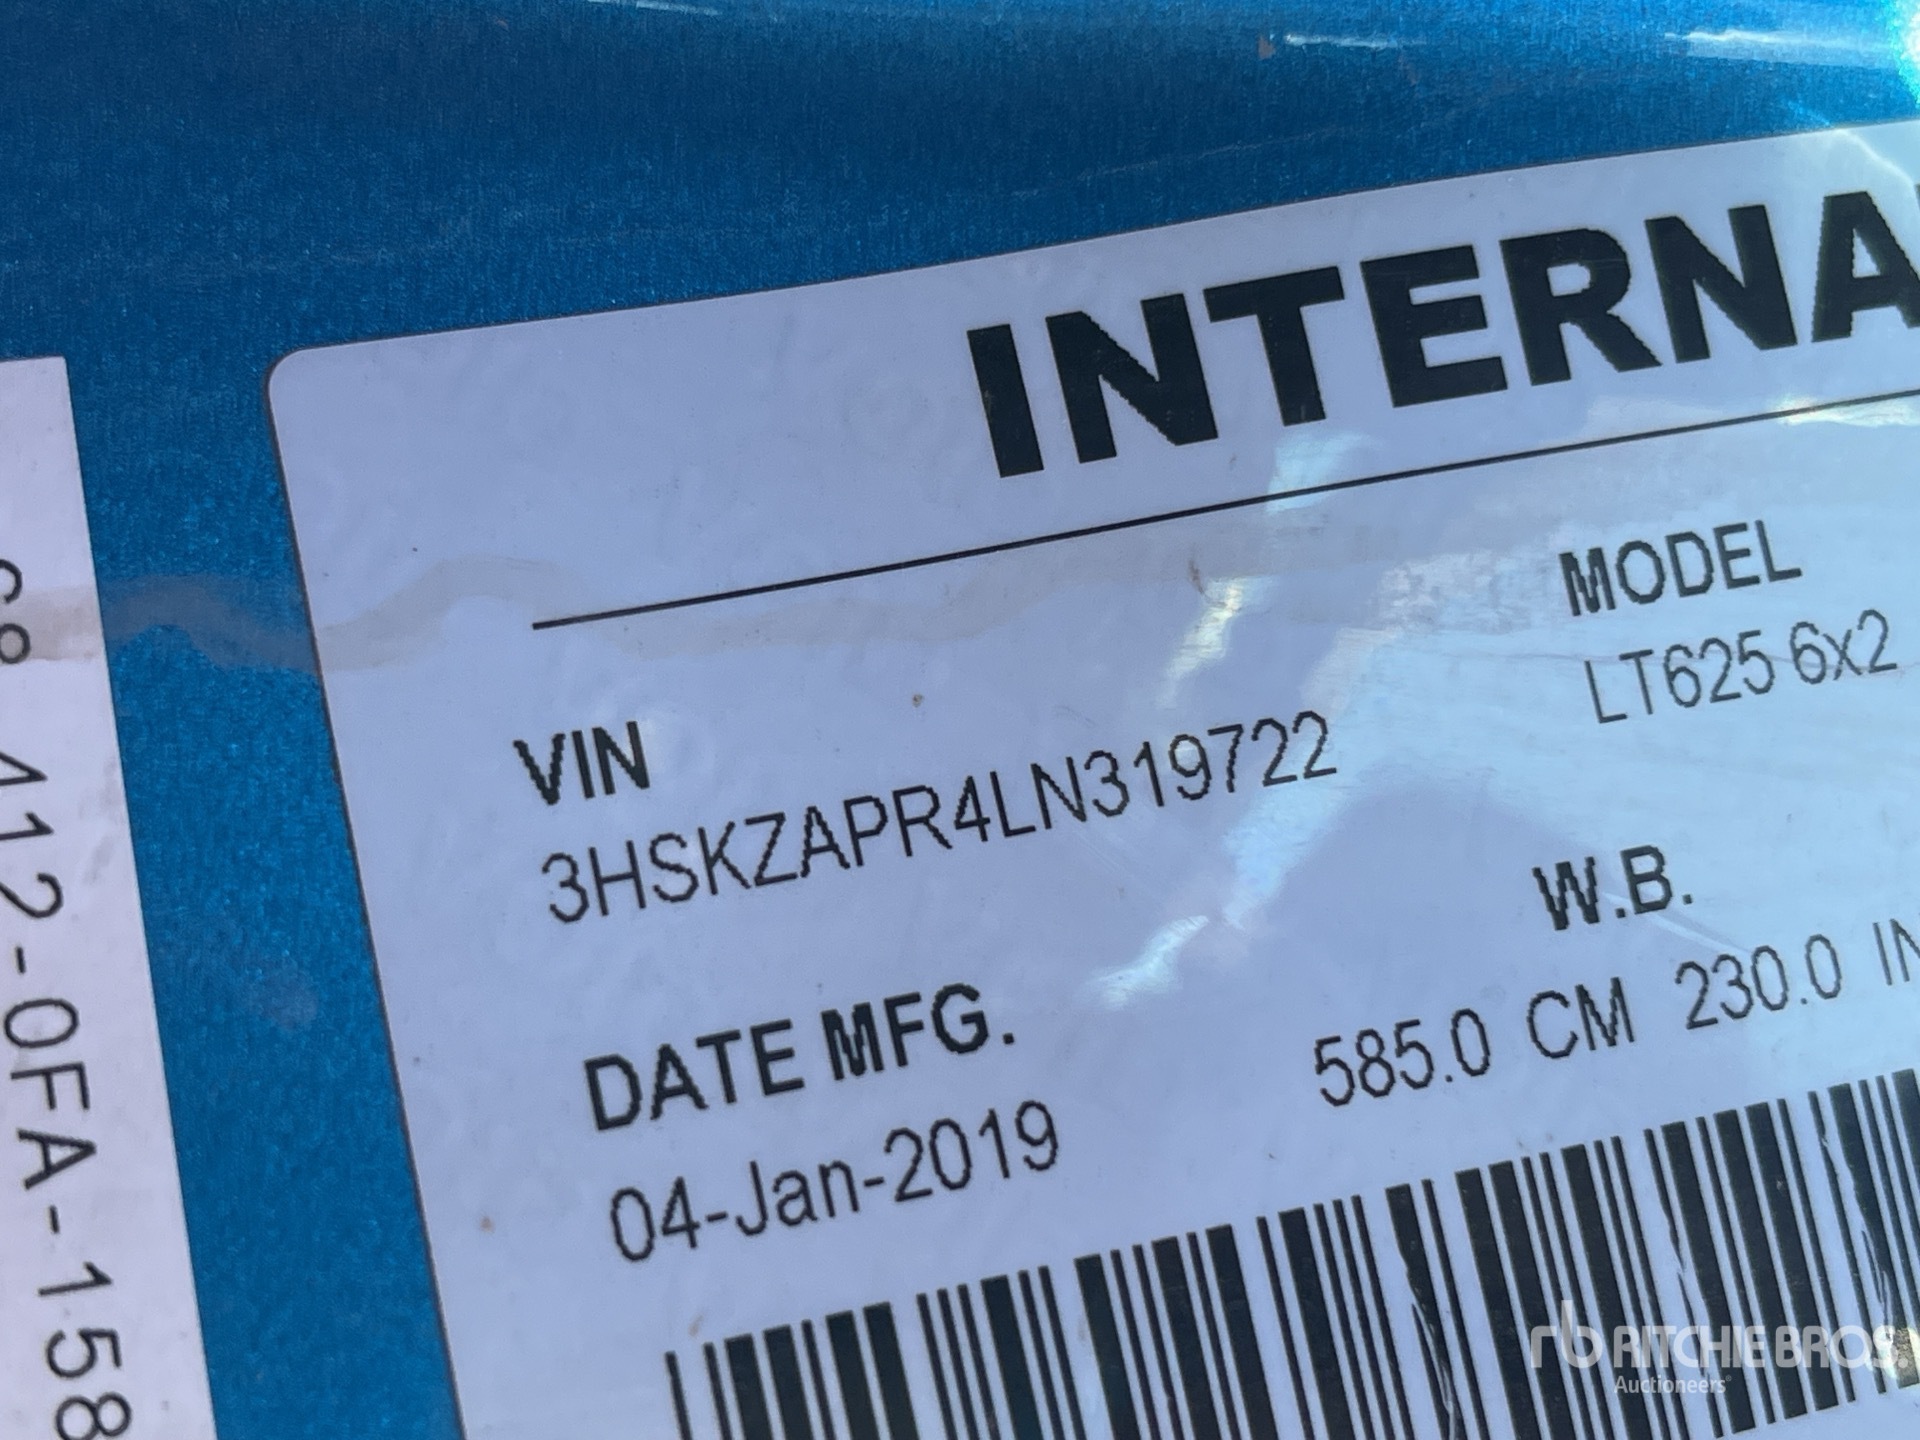 INTERNA
MODEL
LT625 6x2
VIN
3HSKZAPR4LN319722
W.B.
585.0 CM 230.0 IN
DATE MFG.
04-Jan-2019
412-0FA-158
rb RITCHIE BROS.
Auctioneers